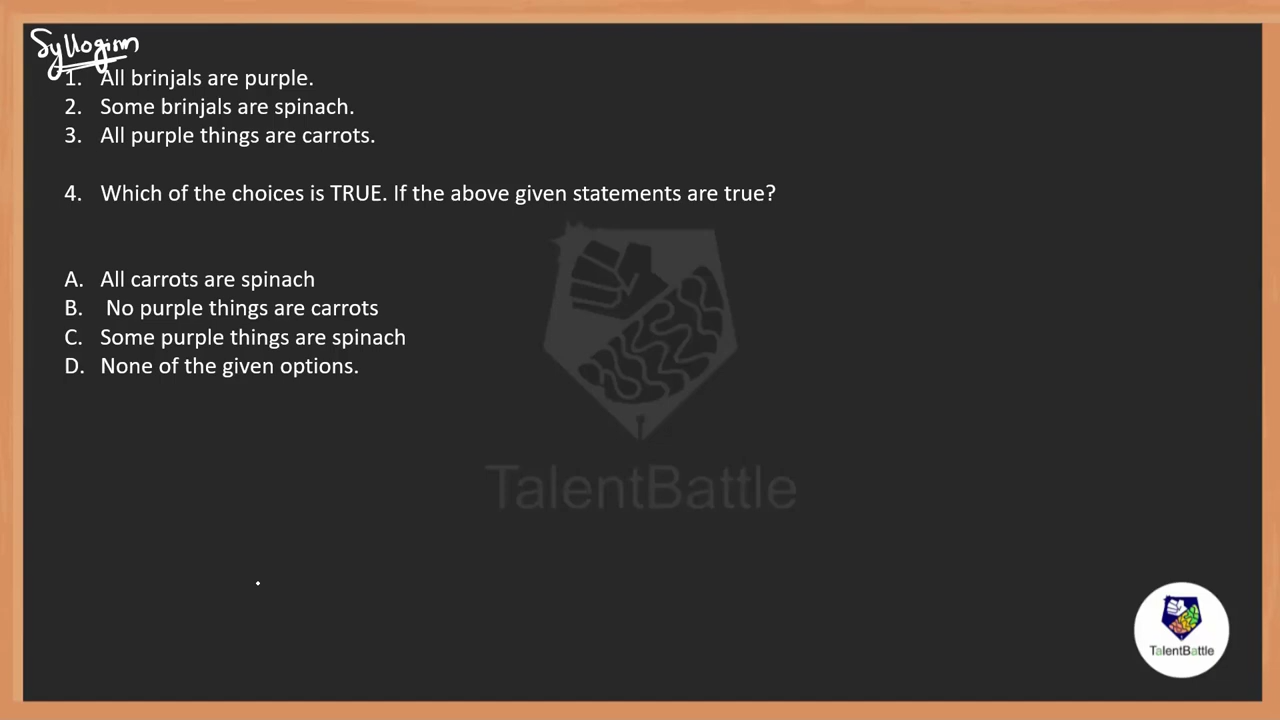 Syllogism
1. All brinjals are purple.
2. Some brinjals are spinach.
3. All purple things are carrots.
4. Which of the choices is TRUE. If the above given statements are true?
A. All carrots are spinach
B. No purple things are carrots
C. Some purple things are spinach
D. None of the given options.
TalentBattle
TalentBattle